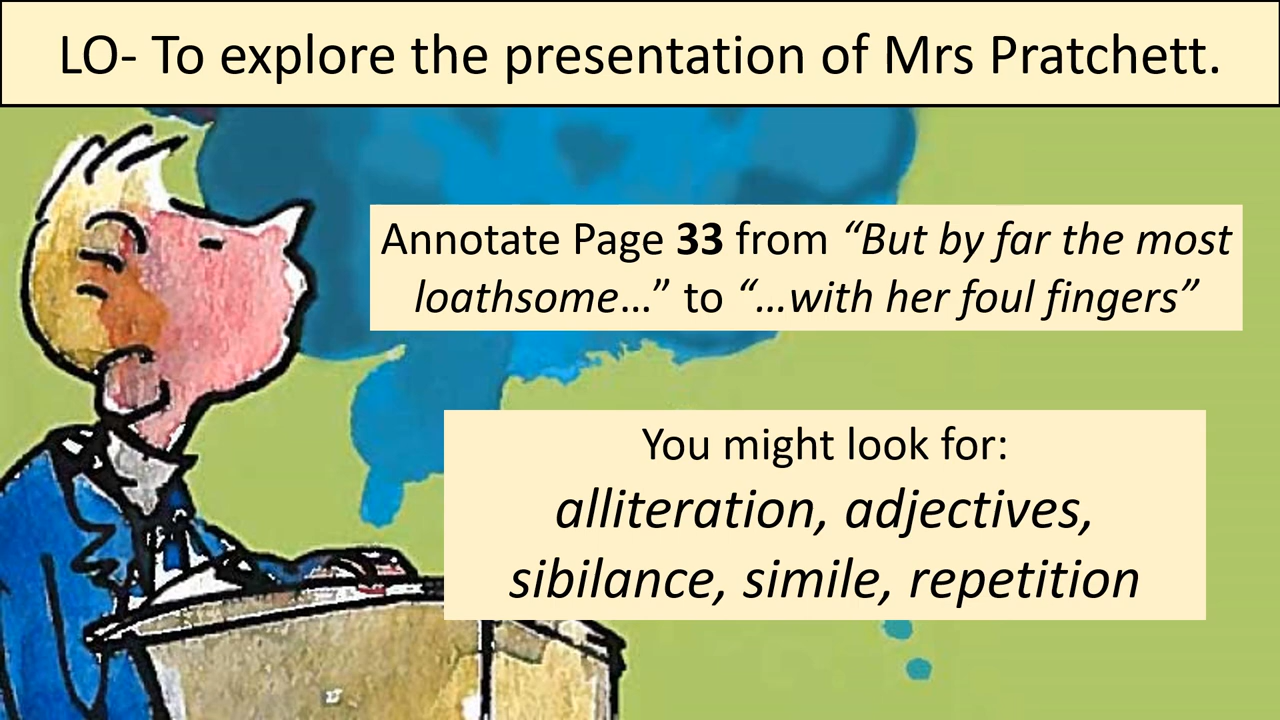 LO- To explore the presentation of Mrs Pratchett.
Annotate Page 33 from “But by far the most
loathsome…” to “…with her foul fingers”
You might look for:
alliteration, adjectives,
sibilance, simile, repetition